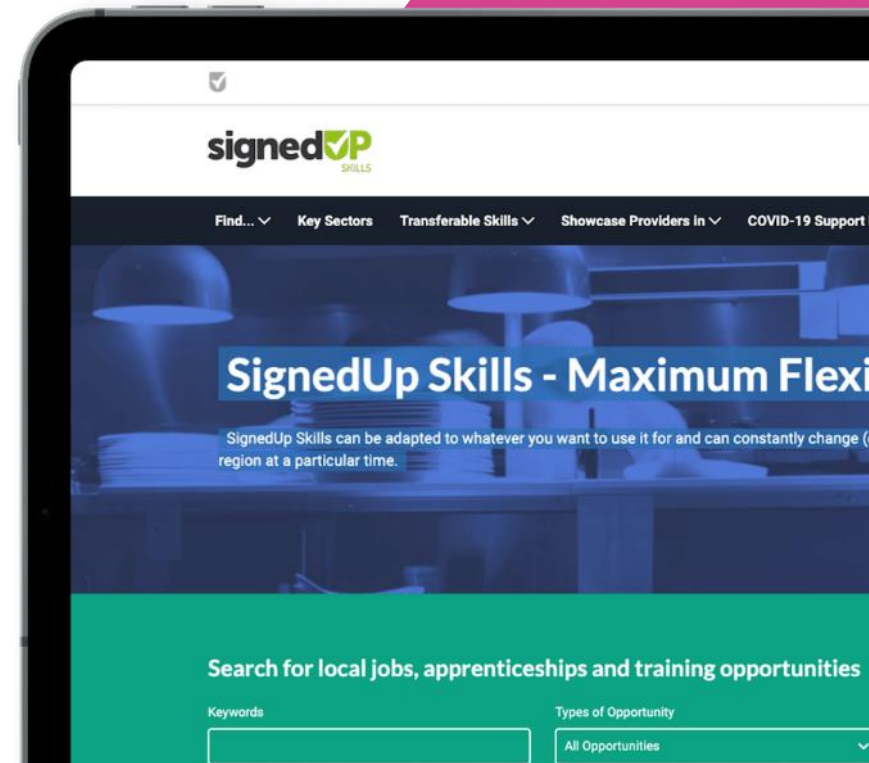 signedUP
SKILLS
Find... Key Sectors Transferable Skills Showcase Providers in COVID-19 Support
SignedUp Skills - Maximum
SignedUp Skills can be adapted to whatever you want to use it for and can constantly change
region at a particular time.
Search for local jobs, apprenticeships and training opportunities
Keywords Types of Opportunity
All Opportunities